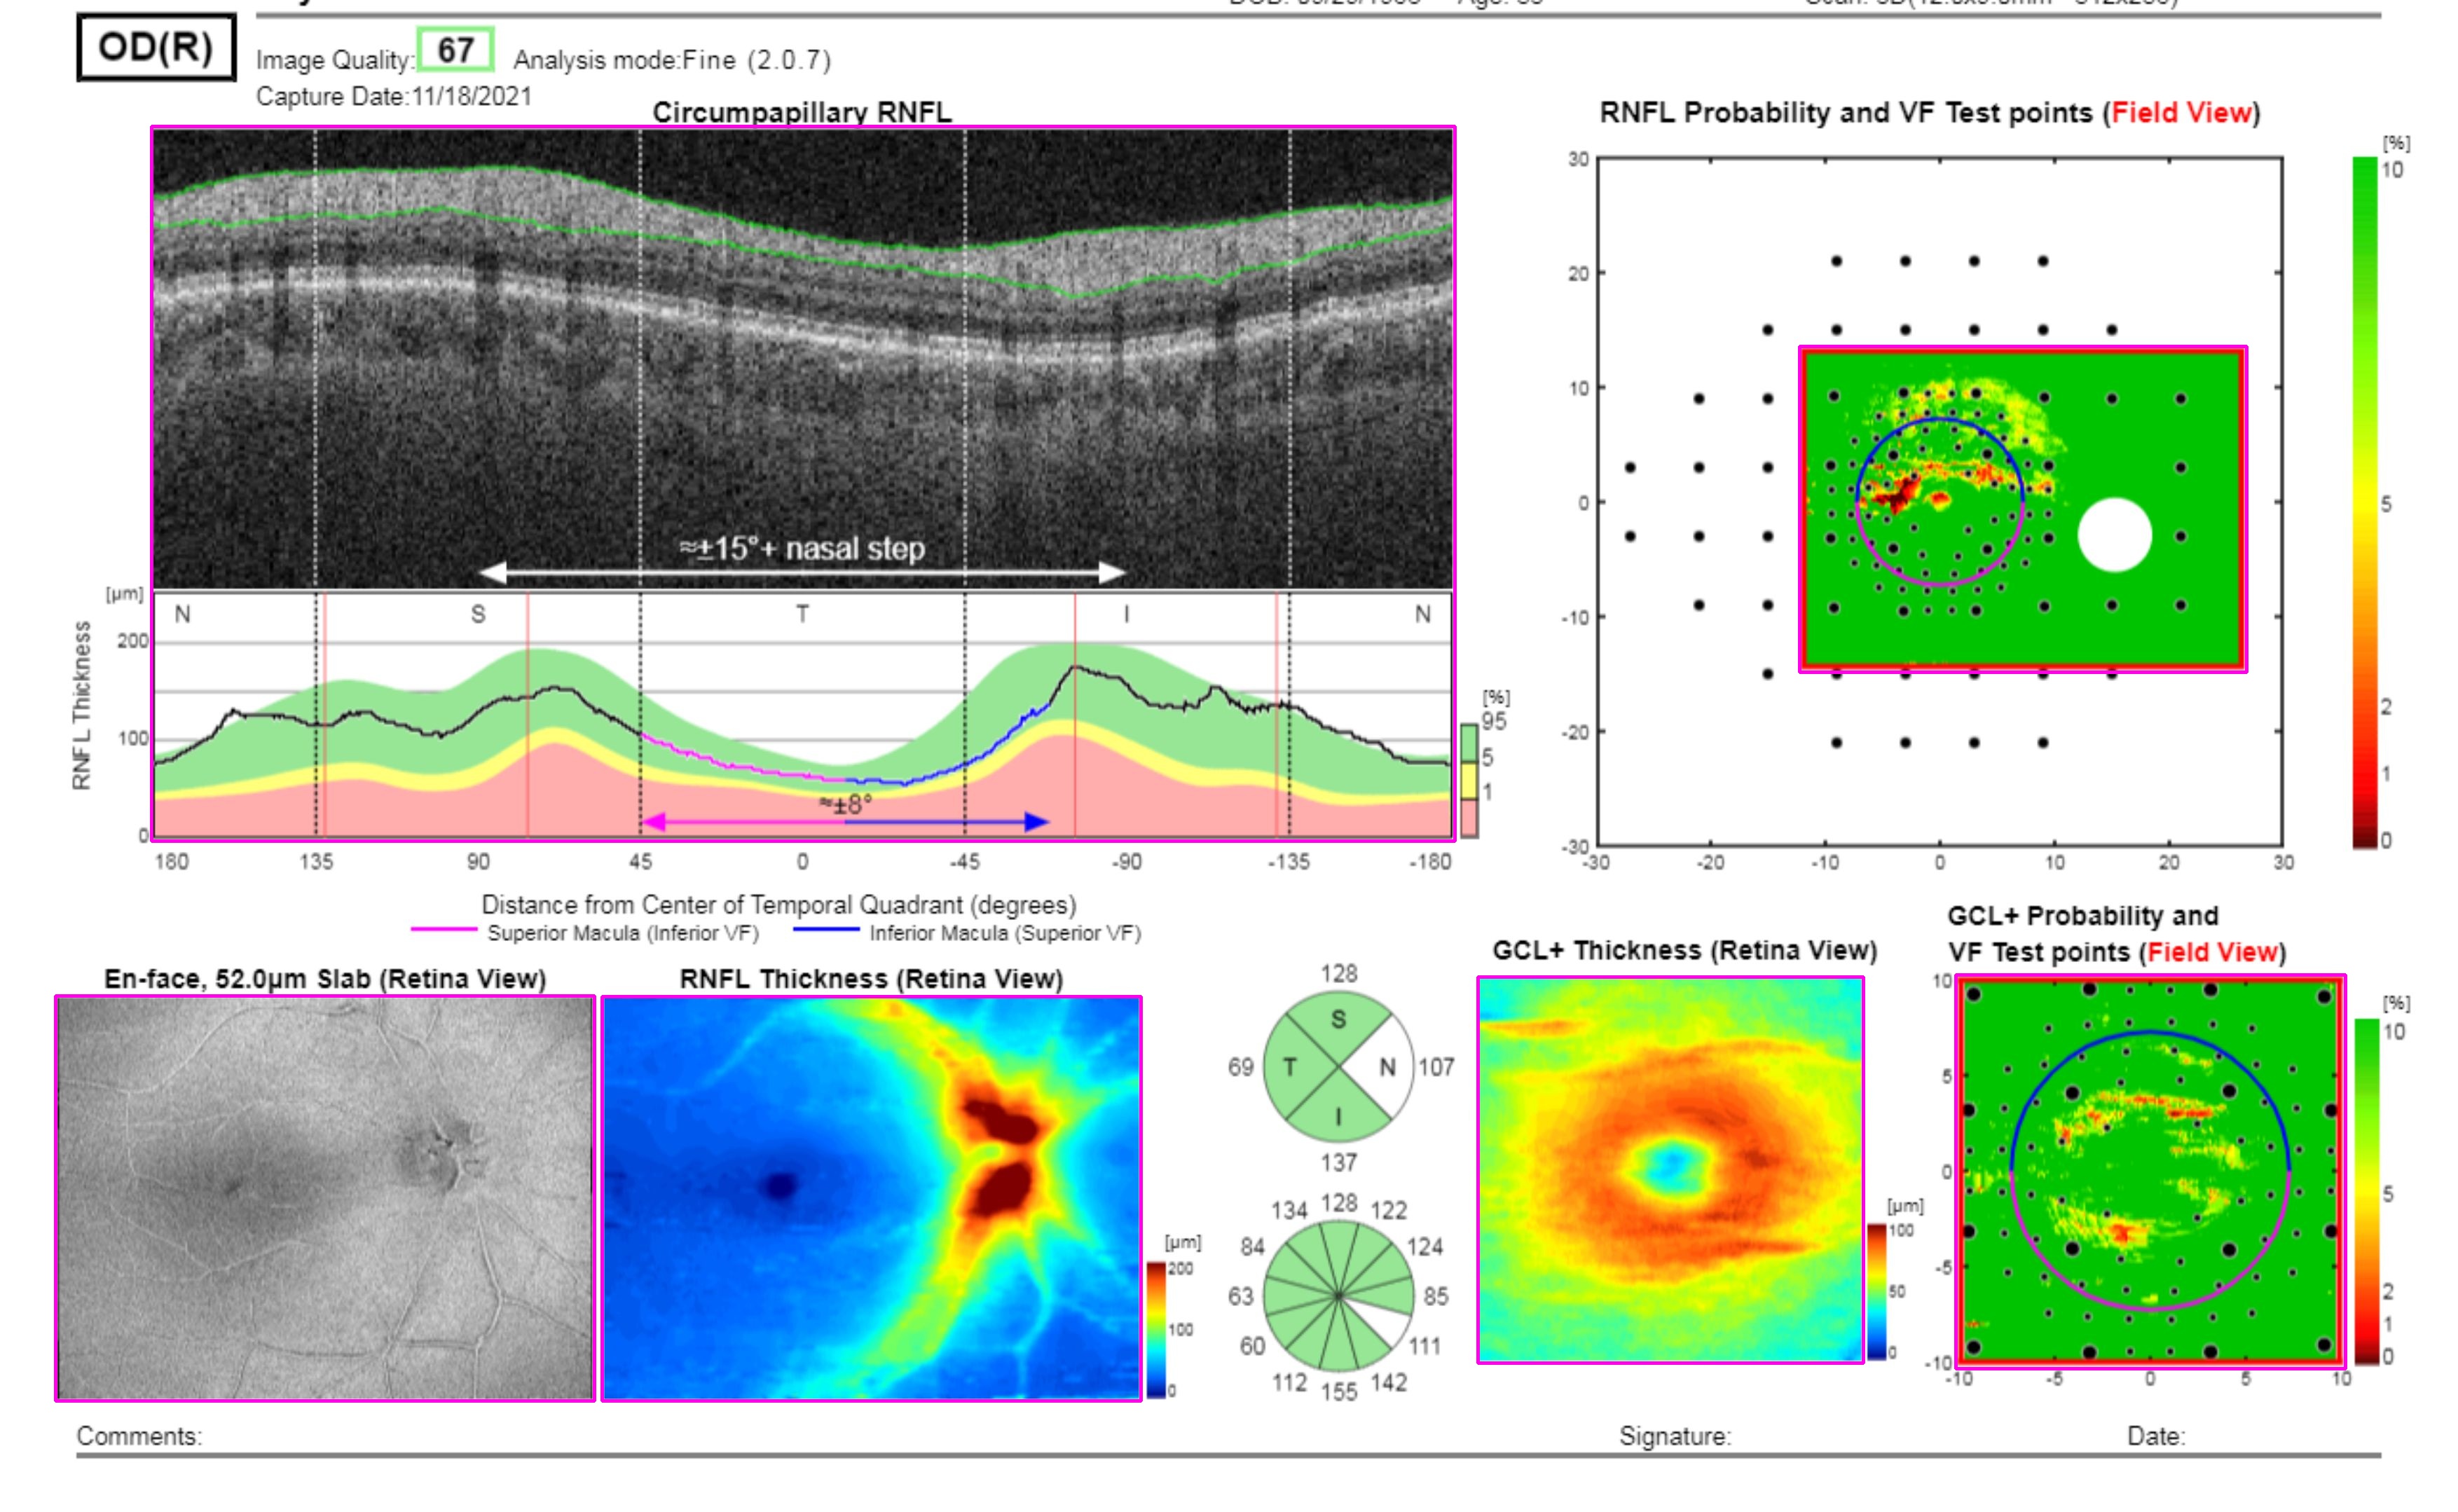 OD(R)
Image Quality: 67 Analysis mode:Fine (2.0.7)
Capture Date:11/18/2021
Circumpapillary RNFL
≈±15°+ nasal step
[µm]
RNFL Thickness
200
100
0
N S T I N
≈±8°
[%]
95
5
1
180 135 90 45 0 -45 -90 -135 -180
Distance from Center of Temporal Quadrant (degrees)
Superior Macula (Inferior VF) Inferior Macula (Superior VF)
RNFL Probability and VF Test points (Field View)
30
20
10
0
-10
-20
-30
-30 -20 -10 0 10 20 30
[%]
10
5
2
1
0
En-face, 52.0µm Slab (Retina View)
RNFL Thickness (Retina View)
[µm]
200
100
0
128
S
69 T N 107
I
137
134 128 122
84 124
63 85
60 111
112 155 142
GCL+ Thickness (Retina View)
[µm]
100
50
0
GCL+ Probability and
VF Test points (Field View)
10
5
0
-5
-10
-10 -5 0 5 10
[%]
10
5
2
1
0
Comments: Signature: Date: